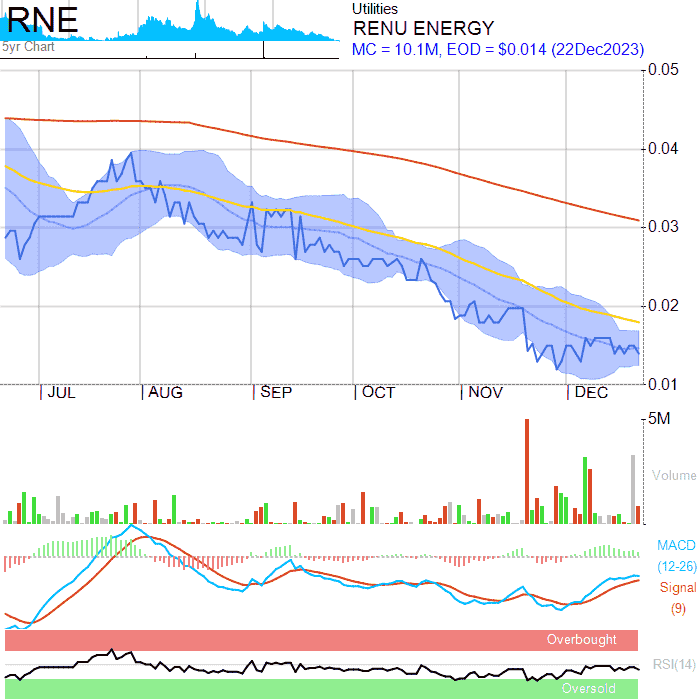 RNE
5yr Chart
Utilities
RENU ENERGY
MC = 10.1M, EOD = $0.014 (22Dec2023)
0.05
0.04
0.03
0.02
0.01
JUL AUG SEP OCT NOV DEC
5M
Volume
MACD
(12-26)
Signal
(9)
Overbought
RSI(14)
Oversold